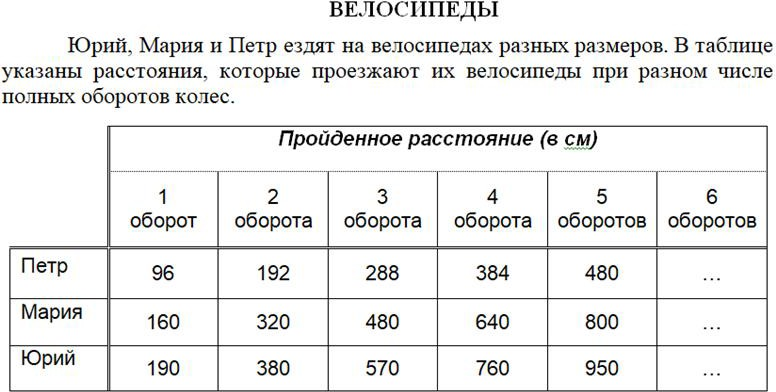 ВЕЛОСИПЕДЫ
Юрий, Мария и Петр ездят на велосипедах разных размеров. В таблице
указаны расстояния, которые проезжают их велосипеды при разном числе
полных оборотов колес.
Пройденное расстояние (в см)
1 оборот 2 оборота 3 оборота 4 оборота 5 оборотов 6 оборотов
Петр 96 192 288 384 480 …
Мария 160 320 480 640 800 …
Юрий 190 380 570 760 950 …